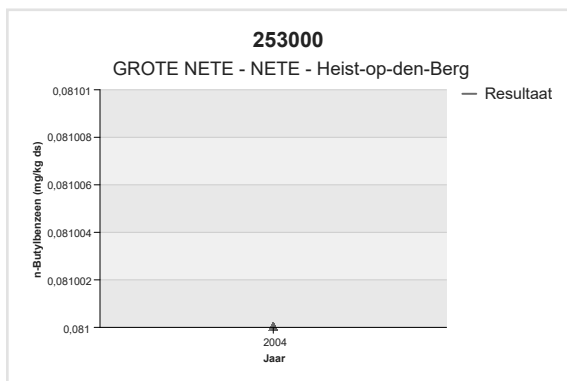 253000
GROTE NETE - NETE - Heist-op-den-Berg
Resultaat
n-Butylbenzeen (mg/kg ds)
0,08101
0,081008
0,081006
0,081004
0,081002
0,081
2004
Jaar